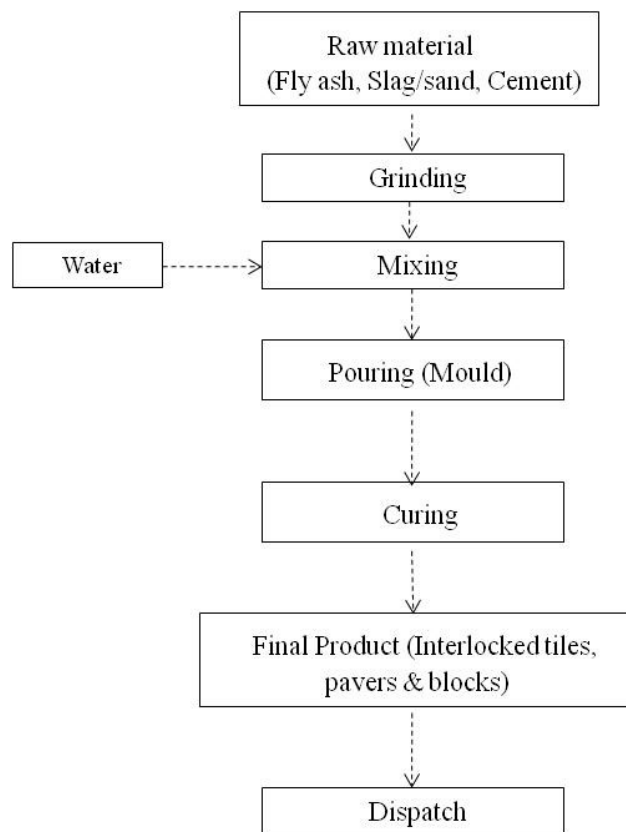 Raw material
(Fly ash, Slag/sand, Cement)
Grinding
Water
Mixing
Pouring (Mould)
Curing
Final Product (Interlocked tiles,
pavers & blocks)
Dispatch